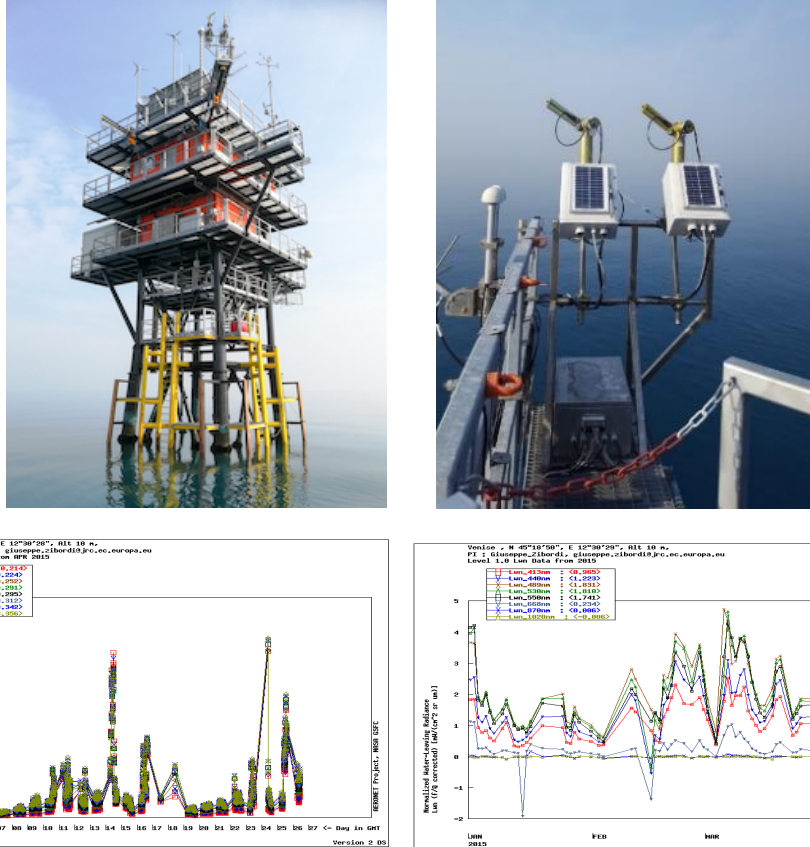 E 12°30'28", Alt 10 m,
giuseppe.zibordi@jrc.ec.europa.eu
om APR 2015
.214>
.224>
.252>
.291>
.295>
.312>
.342>
.356>
AERONET Project, NASA GSFC
07 08 09 10 11 12 13 14 15 16 17 18 19 20 21 22 23 24 25 26 27 <- Day in GMT
Version 2 DS
Venise , N 45°18'50", E 12°30'29", Alt 10 m,
PI : Giuseppe_Zibordi, giuseppe.zibordi@jrc.ec.europa.eu
Level 1.0 Lwn Data from 2015
Lwn_413nm : <0.965>
Lwn_440nm : <1.223>
Lwn_489nm : <1.831>
Lwn_530nm : <1.810>
Lwn_550nm : <1.741>
Lwn_668nm : <0.234>
Lwn_870nm : <0.006>
Lwn_1020nm : <-0.006>
Normalized Water-Leaving Radiance
Lwn (f/Q corrected) [mW/(cm^2 sr um)]
5
4
3
2
1
0
-1
-2
JAN FEB MAR
2015